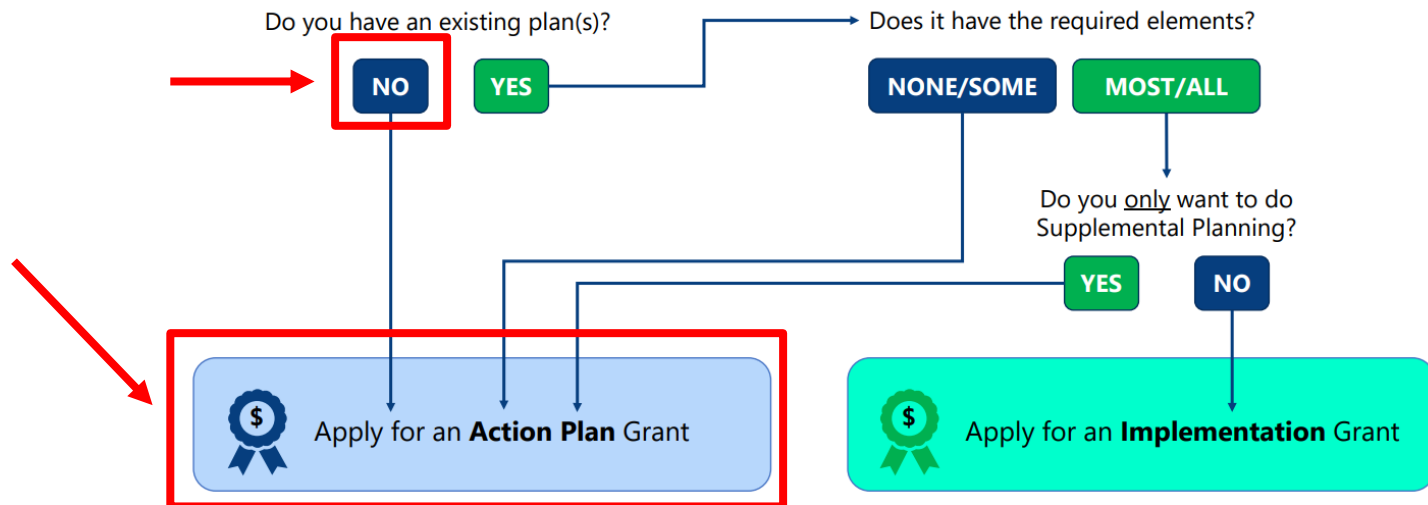 Do you have an existing plan(s)?
Does it have the required elements?
NO
YES
NONE/SOME
MOST/ALL
Do you only want to do
Supplemental Planning?
YES
NO
$
Apply for an Action Plan Grant
$
Apply for an Implementation Grant